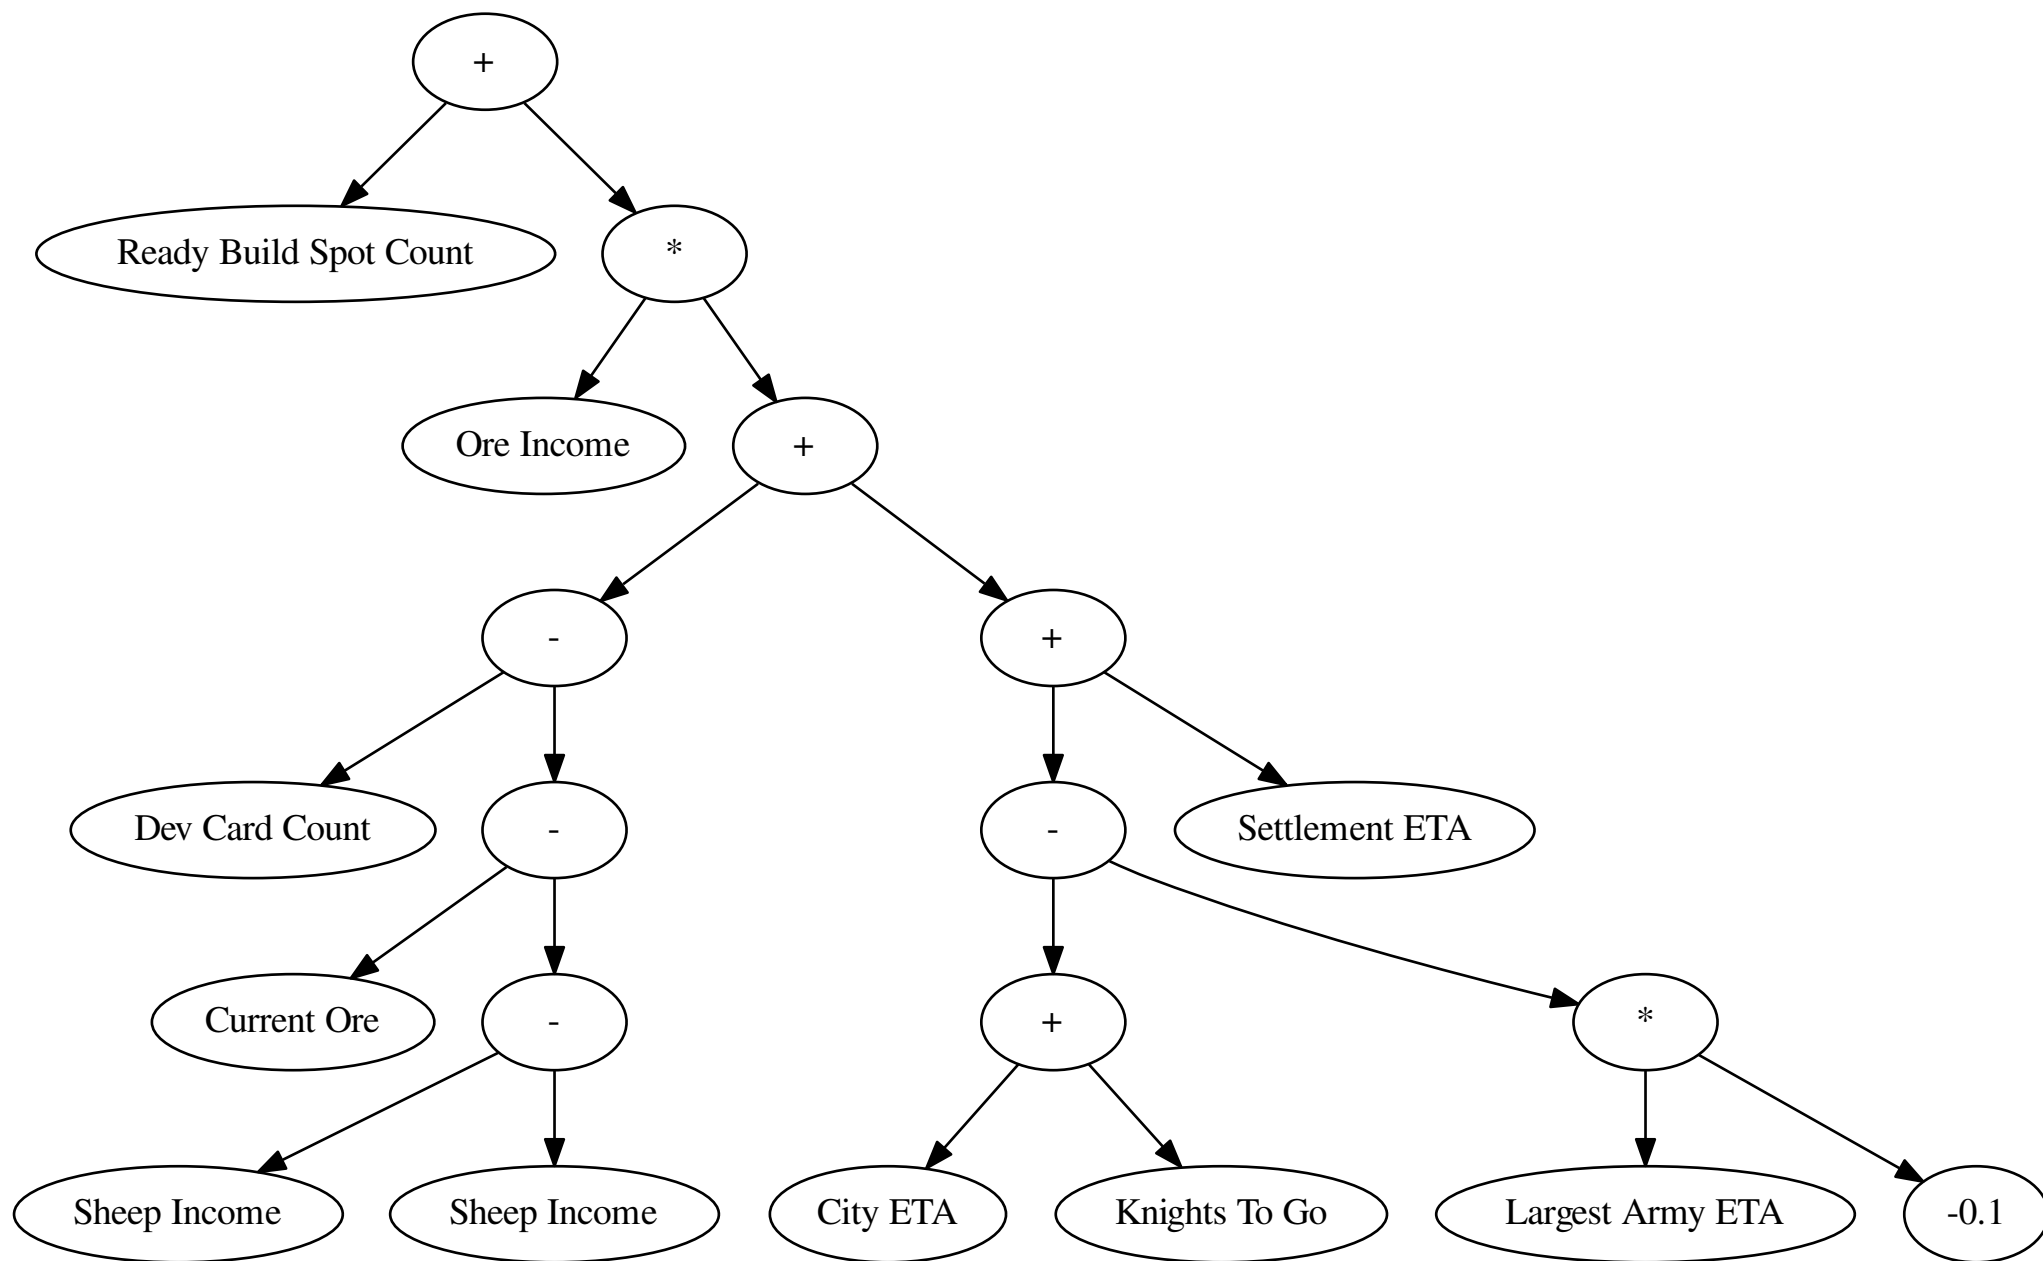 +
Ready Build Spot Count
*
Ore Income
+
-
+
Dev Card Count
-
-
Settlement ETA
Current Ore
-
+
*
Sheep Income
Sheep Income
City ETA
Knights To Go
Largest Army ETA
-0.1